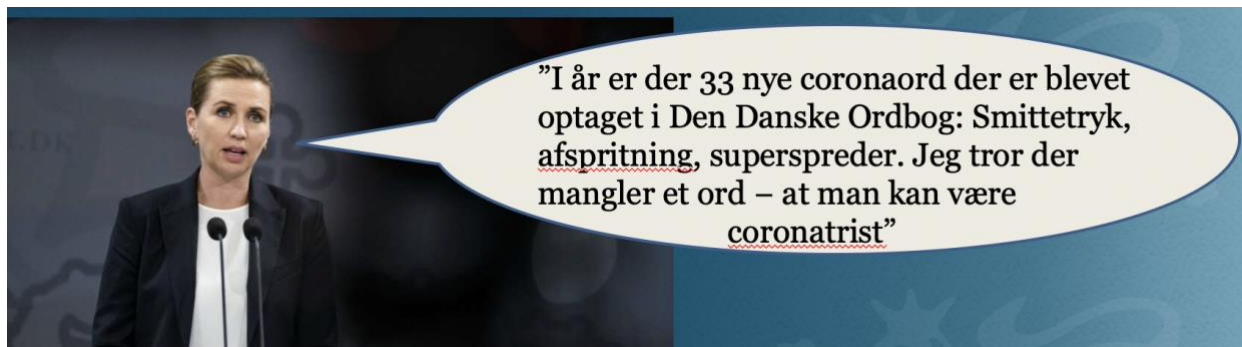 ”I år er der 33 nye coronaord der er blevet
optaget i Den Danske Ordbog: Smittetryk,
afspritning, superspreder. Jeg tror der
mangler et ord – at man kan være
coronatrist”
.DK